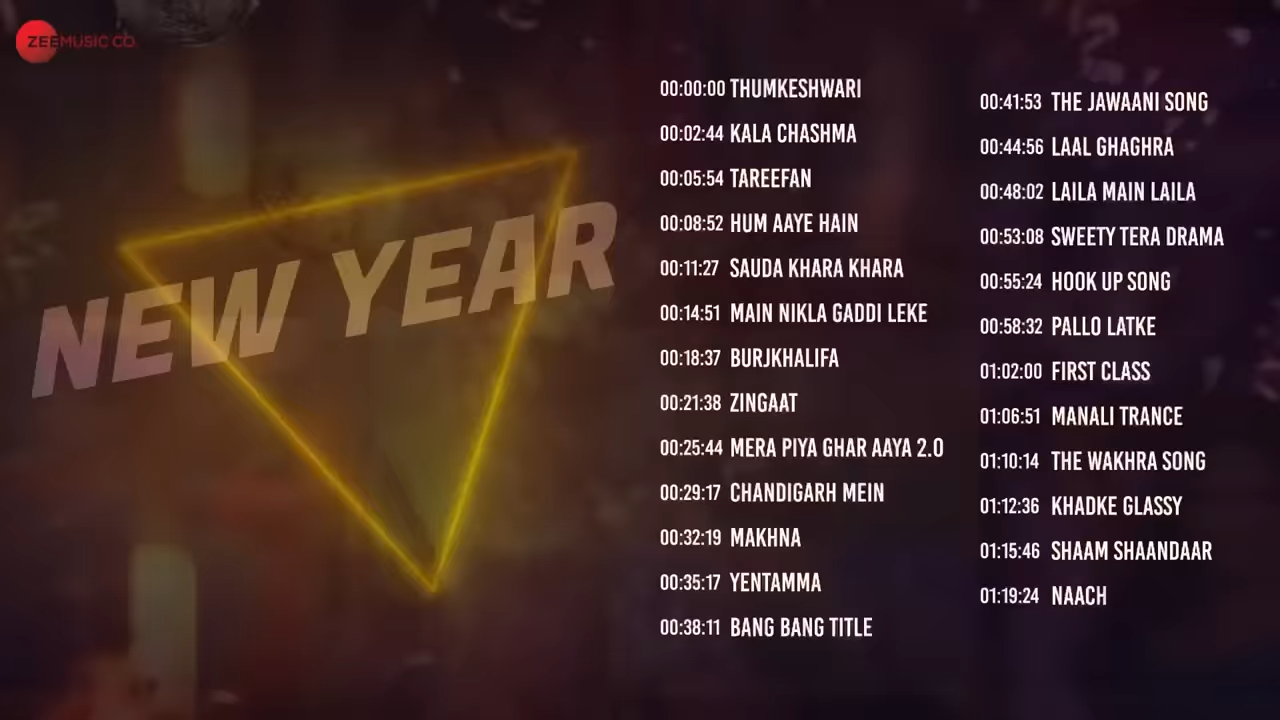 ZEE MUSIC CO.
NEW YEAR
00:00:00 THUMKESHWARI
00:02:44 KALA CHASHMA
00:05:54 TAREEFAN
00:08:52 HUM AAYE HAIN
00:11:27 SAUDA KHARA KHARA
00:14:51 MAIN NIKLA GADDI LEKE
00:18:37 BURJKHALIFA
00:21:38 ZINGAAT
00:25:44 MERA PIYA GHAR AAYA 2.0
00:29:17 CHANDIGARH MEIN
00:32:19 MAKHNA
00:35:17 YENTAMMA
00:38:11 BANG BANG TITLE
00:41:53 THE JAWAANI SONG
00:44:56 LAAL GHAGHRA
00:48:02 LAILA MAIN LAILA
00:53:08 SWEETY TERA DRAMA
00:55:24 HOOK UP SONG
00:58:32 PALLO LATKE
01:02:00 FIRST CLASS
01:06:51 MANALI TRANCE
01:10:14 THE WAKHRA SONG
01:12:36 KHADKE GLASSY
01:15:46 SHAAM SHAANDAAR
01:19:24 NAACH